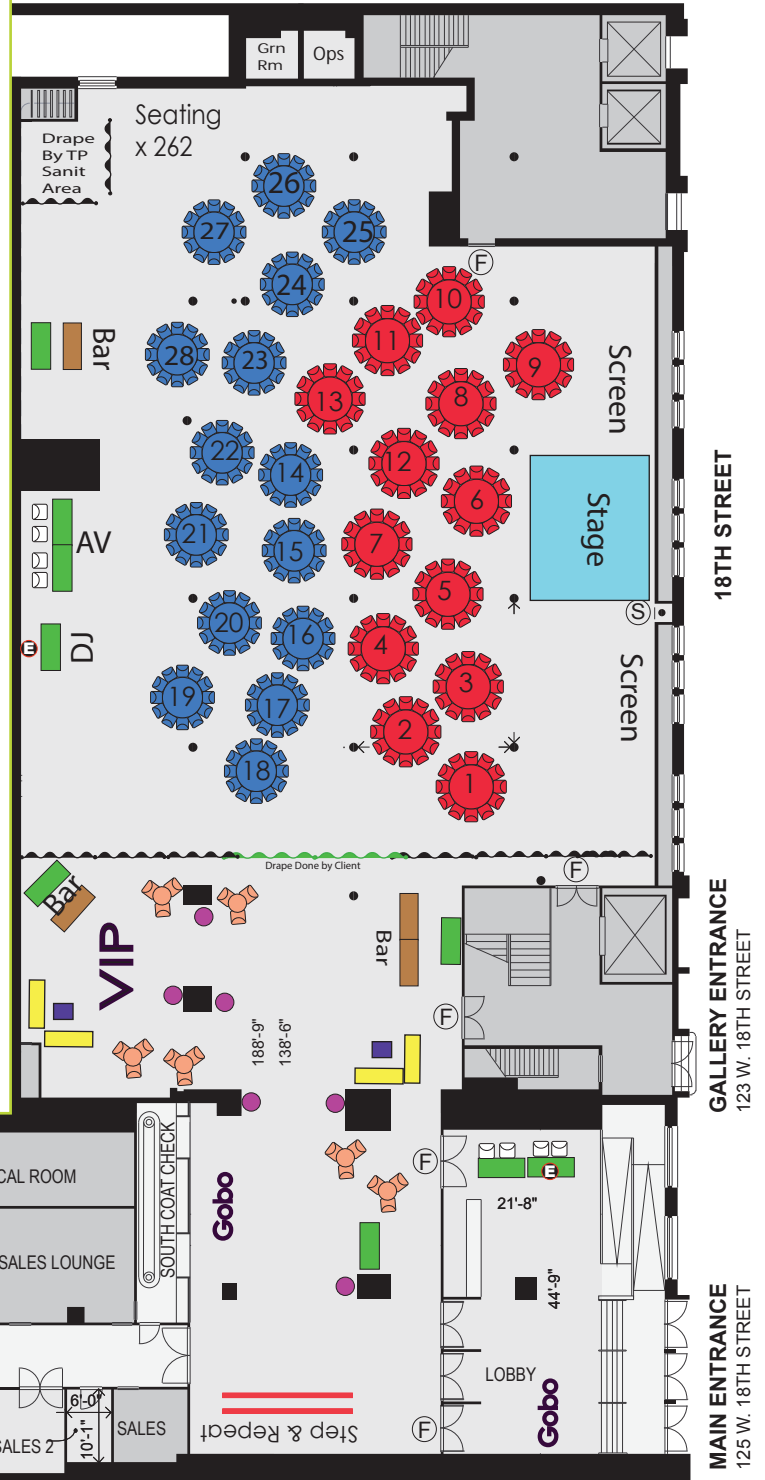 Grn
Rm
Ops
Seating
x 262
Drape
By TP
Sanit
Area
26
27
25
24
F
10
11
28
23
9
13
8
Bar
Screen
22
12
14
6
Stage
18TH STREET
21
AV
15
7
5
20
S
16
4
E
DJ
19
3
Screen
17
2
18
1
Drape Done by Client
F
Bar
VIP
Bar
GALLERY ENTRANCE
123 W. 18TH STREET
F
188'-9"
138'-6"
SOUTH COAT CHECK
CAL ROOM
F
E
Gobo
21'-8"
SALES LOUNGE
44'-9"
LOBBY
Gobo
MAIN ENTRANCE
125 W. 18TH STREET
6'-0"
10'-1"
SALES 2
SALES
Step & Repeat
F